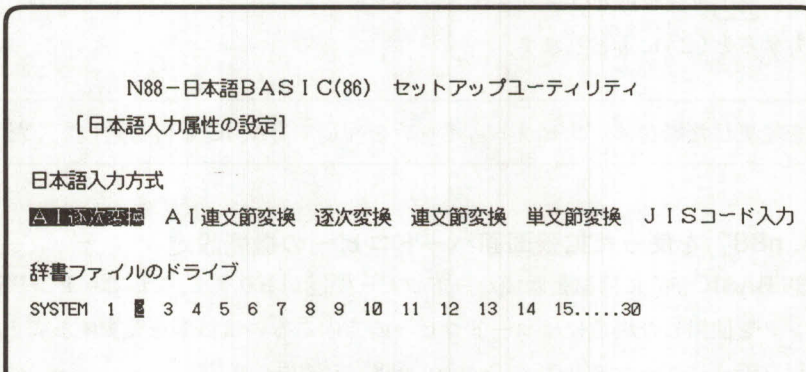 N88-日本語BASIC(86) セットアップユーティリティ
[日本語入力属性の設定]
日本語入力方式
AI逐次変換 AI連文節変換 逐次変換 連文節変換 単文節変換 JISコード入力
辞書ファイルのドライブ
SYSTEM 1 2 3 4 5 6 7 8 9 10 11 12 13 14 15.....30